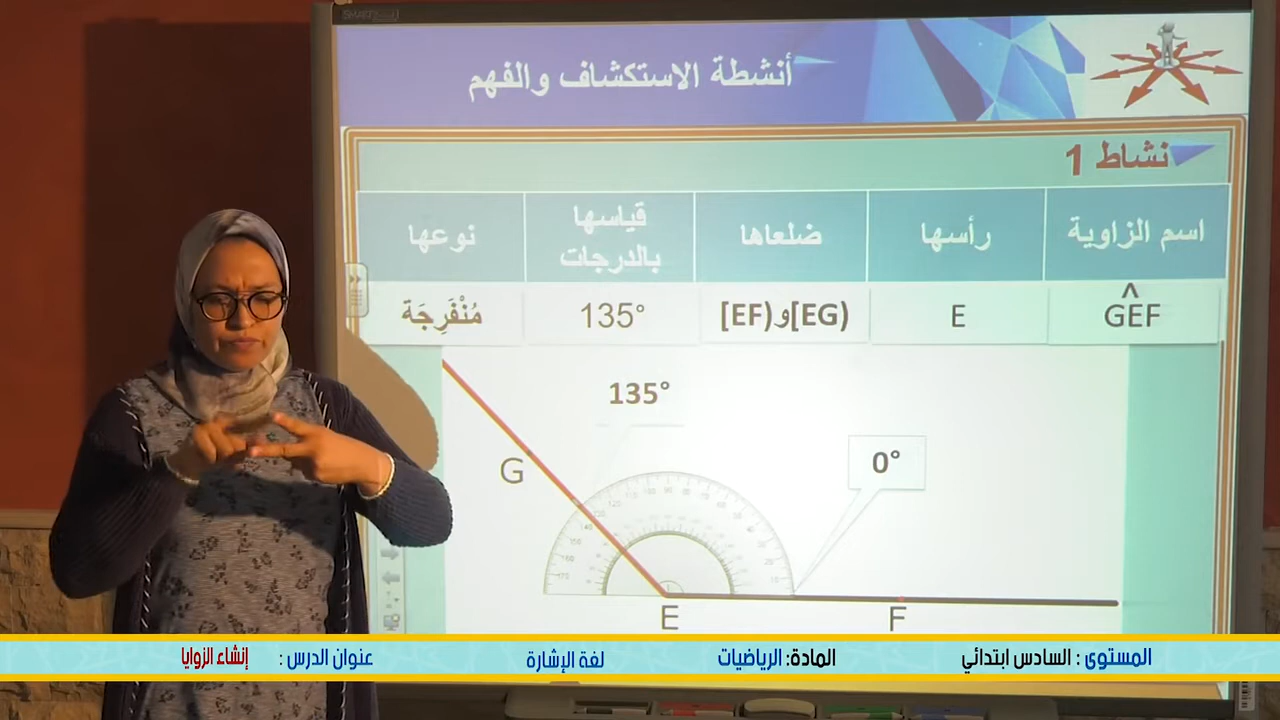 أنشطة الاستكشاف والفهم
نشاط 1
اسم الزاوية
رأسها
ضلعاها
قياسها بالدرجات
نوعها
GEF
E
[EF)و[EG)
135°
مُنْفَرِجَة
135°
0°
G
E
F
المستوى : السادس ابتدائي
المادة: الرياضيات
لغة الإشارة
عنوان الدرس : إنشاء الزوايا